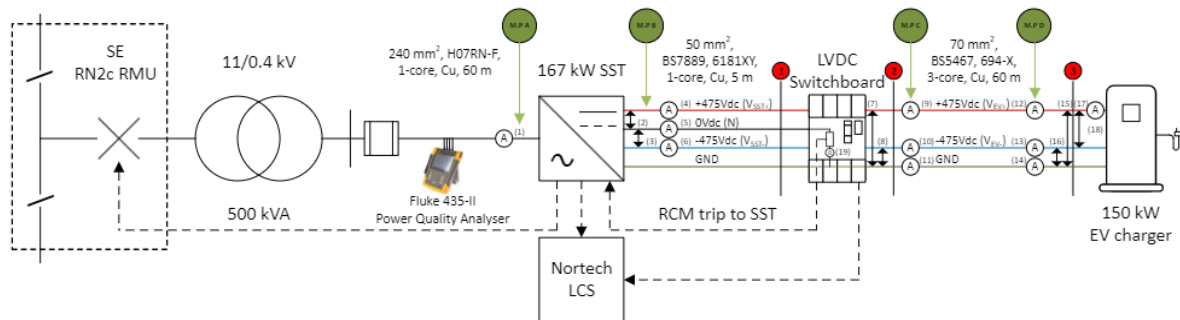 SE
RN2c RMU
11/0.4 kV
500 kVA
240 mm², H07RN-F,
1-core, Cu, 60 m
M.P A
(1)
Fluke 435-II
Power Quality Analyser
167 kW SST
M.P B
50 mm²,
BS7889, 6181XY,
1-core, Cu, 5 m
1
A (4) +475Vdc (V_SST+)
(2) A (5) 0Vdc (N)
(3) A (6) -475Vdc (V_SST-)
GND
LVDC
Switchboard
(7)
(8)
(19)
2
M.P C
M.P D
70 mm²,
BS5467, 694-X,
3-core, Cu, 60 m
3
A (9) +475Vdc (V_EV+) (12) A (15) (17) A
(18)
A (10) -475Vdc (V_EV-) (13) A (16)
A (11) GND (14) A
A
RCM trip to SST
150 kW
EV charger
Nortech
LCS